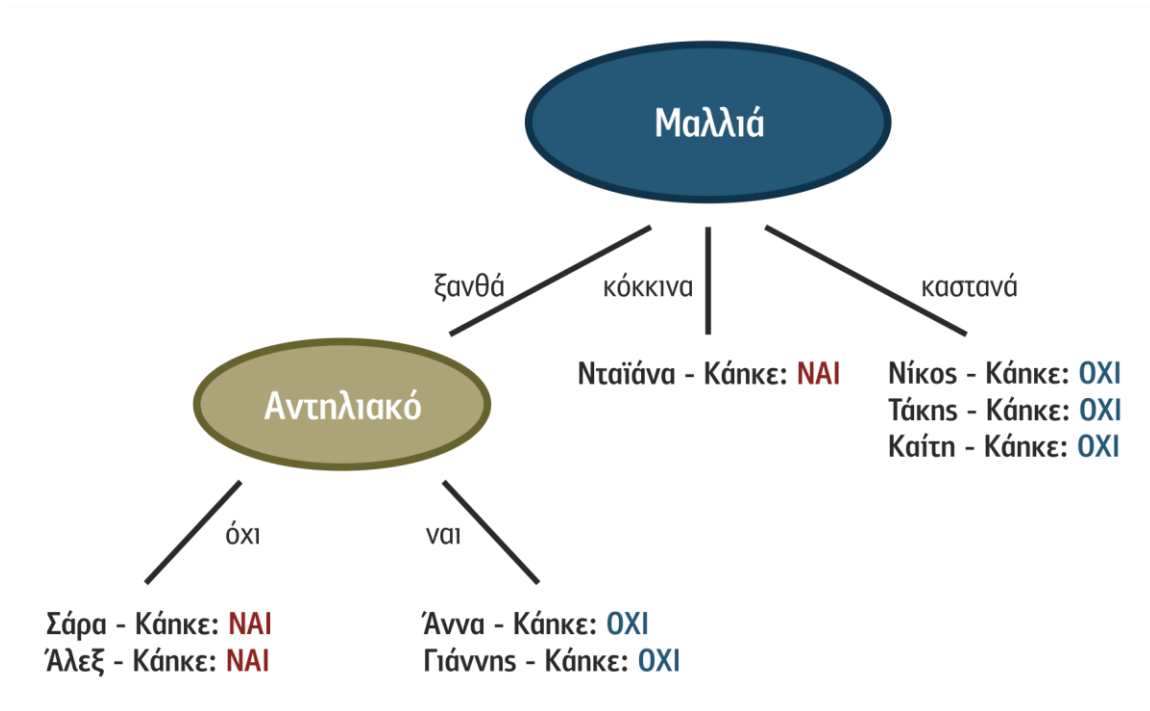 Μαλλιά
ξανθά
κόκκινα
καστανά
Αντηλιακό
Νταϊάνα - Κάηκε: ΝΑΙ
Νίκος - Κάηκε: ΟΧΙ
Τάκης - Κάηκε: ΟΧΙ
Καίτη - Κάηκε: ΟΧΙ
όχι
ναι
Σάρα - Κάηκε: ΝΑΙ
Άλεξ - Κάηκε: ΝΑΙ
Άννα - Κάηκε: ΟΧΙ
Γιάννης - Κάηκε: ΟΧΙ